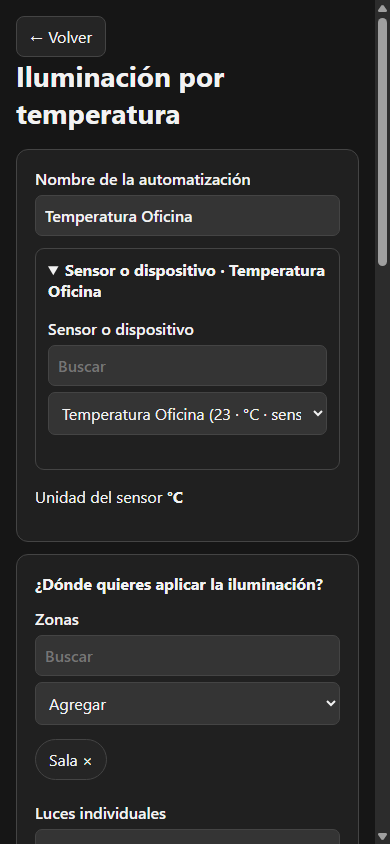 ← Volver
Iluminación por
temperatura
Nombre de la automatización
Temperatura Oficina
▼ Sensor o dispositivo · Temperatura
Oficina
Sensor o dispositivo
Buscar
Temperatura Oficina (23 · °C · sens
Unidad del sensor °C
¿Dónde quieres aplicar la iluminación?
Zonas
Buscar
Agregar
Sala ×
Luces individuales